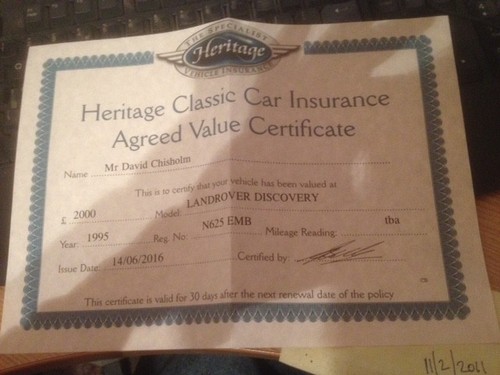 THE SPECIALIST
Heritage
VEHICLE INSURANCE
Heritage Classic Car Insurance
Agreed Value Certificate
Name Mr David Chisholm
This is to certify that your vehicle has been valued at
£ 2000 Model: LANDROVER DISCOVERY
Year: 1995 Reg. No: N625 EMB Mileage Reading: tba
Issue Date: 14/06/2016 Certified by:
This certificate is valid for 30 days after the next renewal date of the policy
11/2/2011